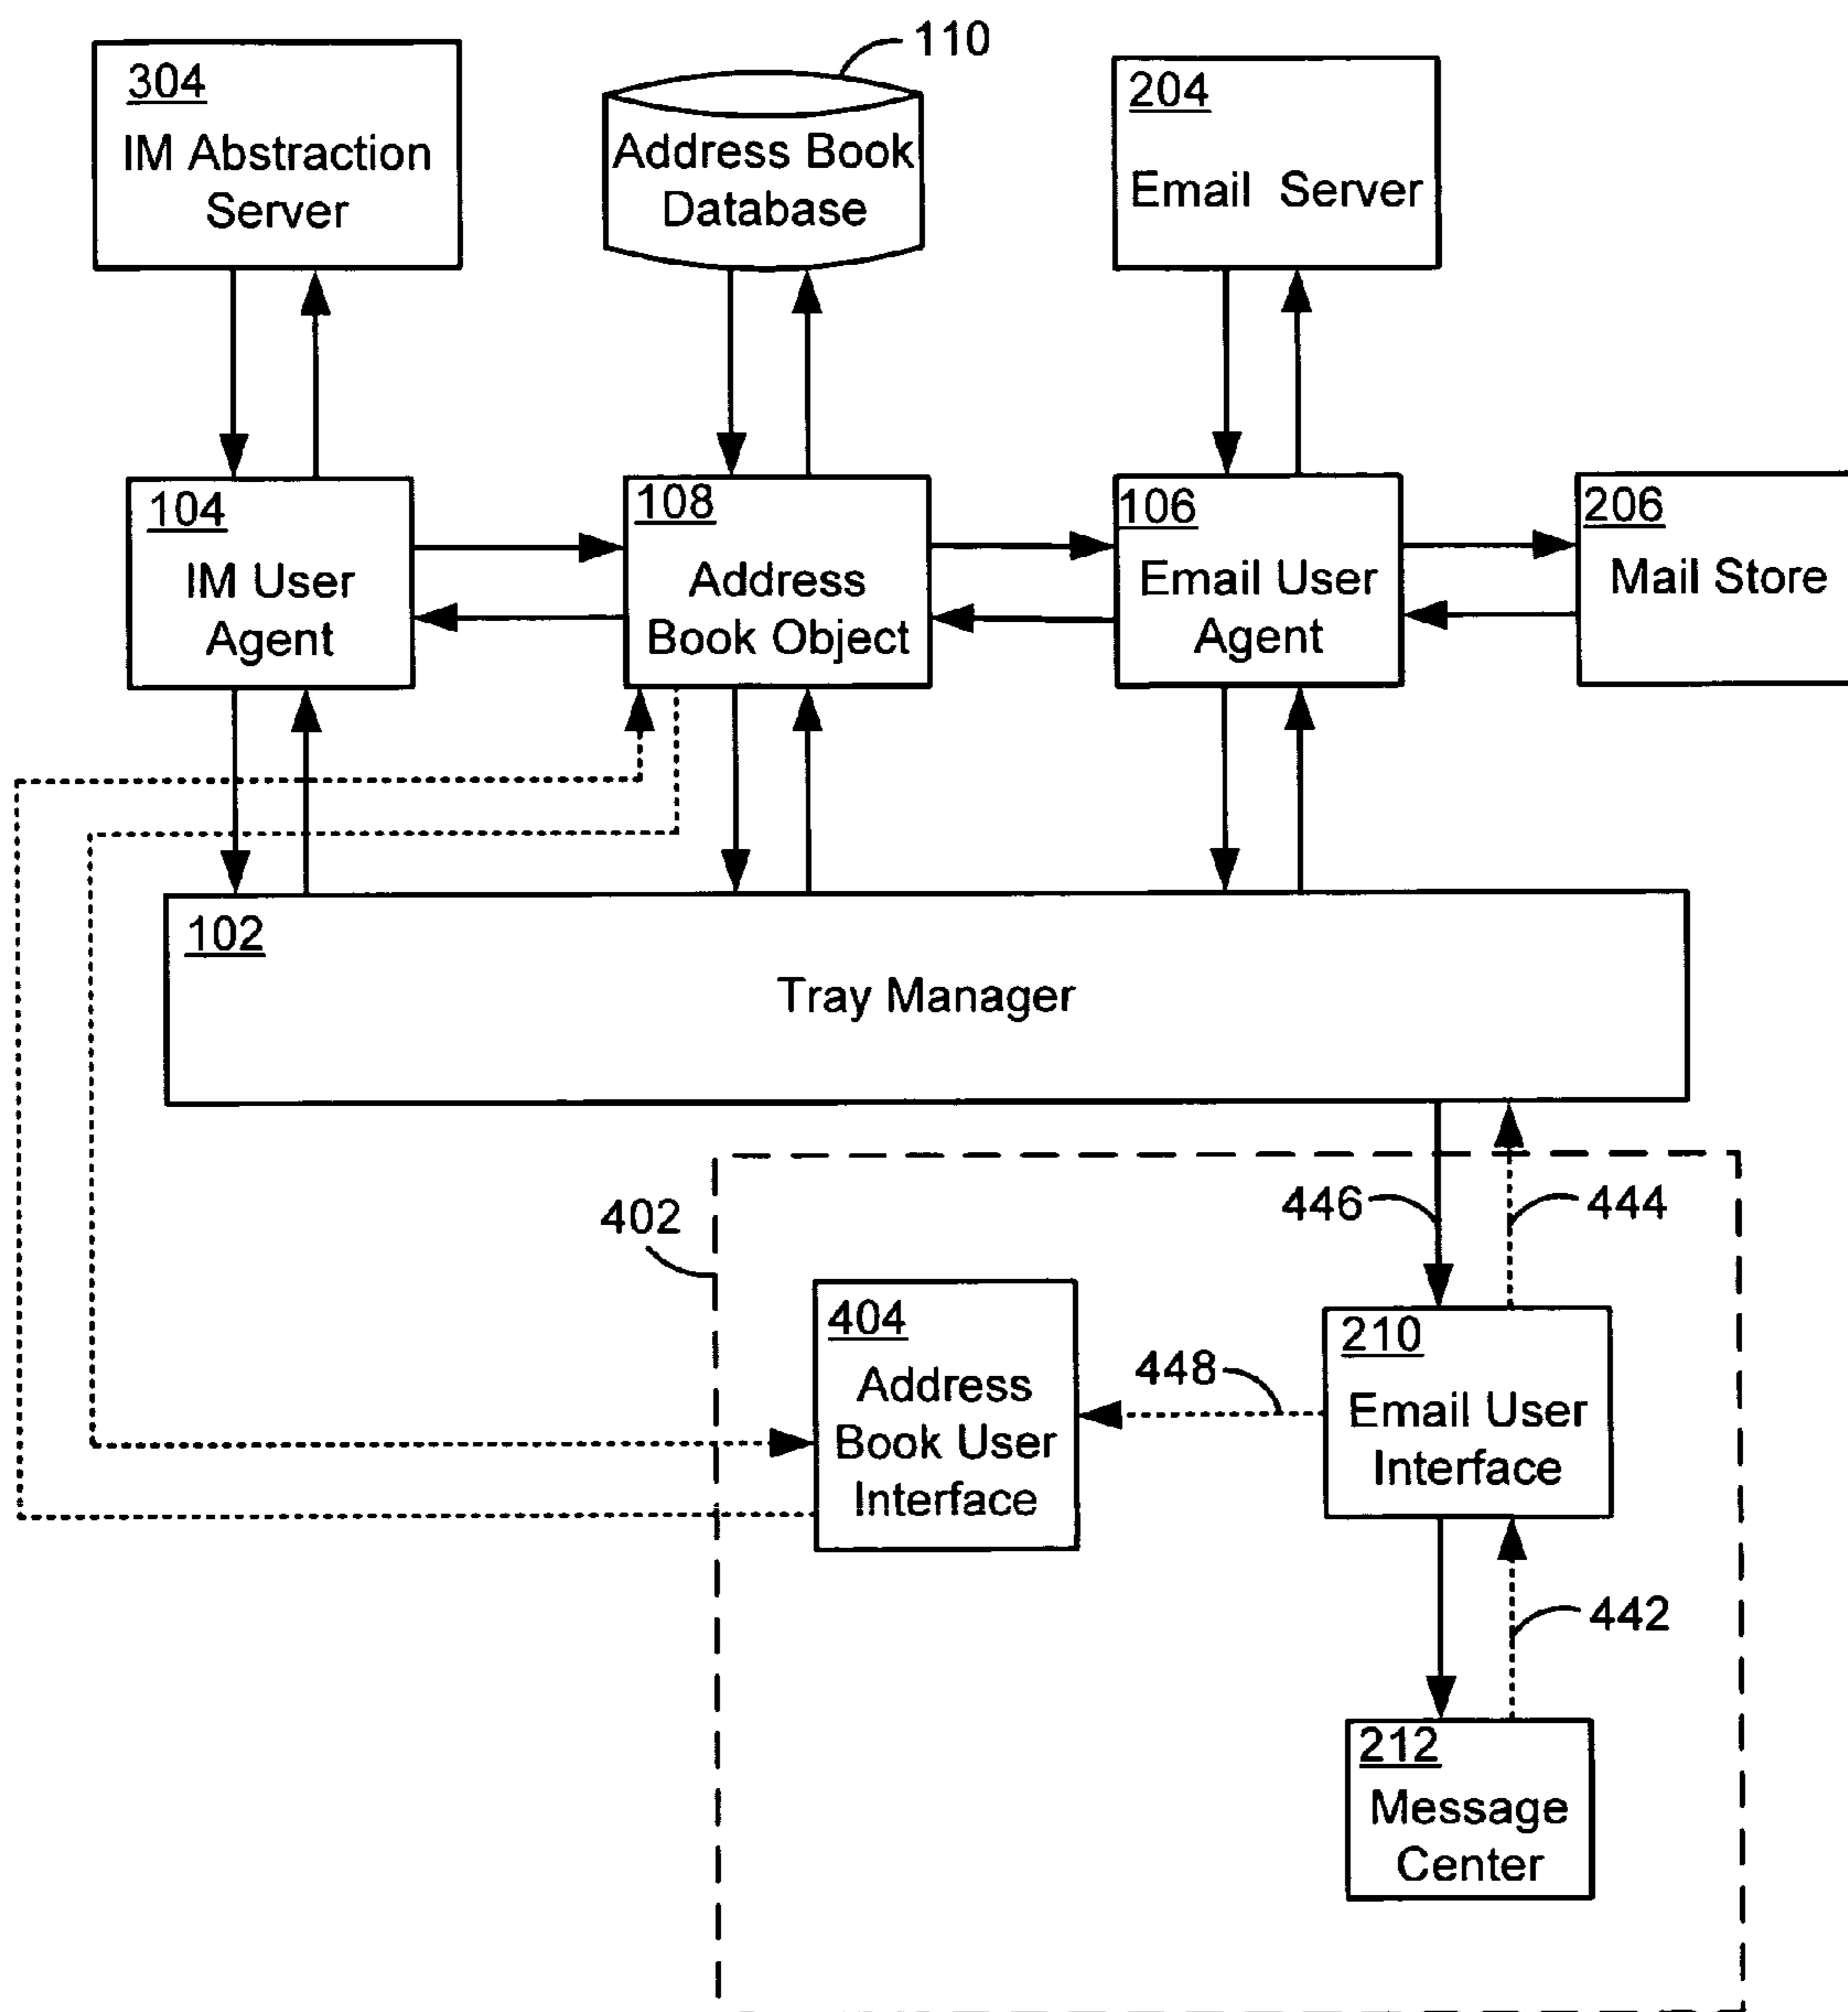 110
304
IM Abstraction
Server
Address Book
Database
204
Email Server
104
IM User
Agent
108
Address
Book Object
106
Email User
Agent
206
Mail Store
102
Tray Manager
402
446
444
404
Address
Book User
Interface
448
210
Email User
Interface
442
212
Message
Center